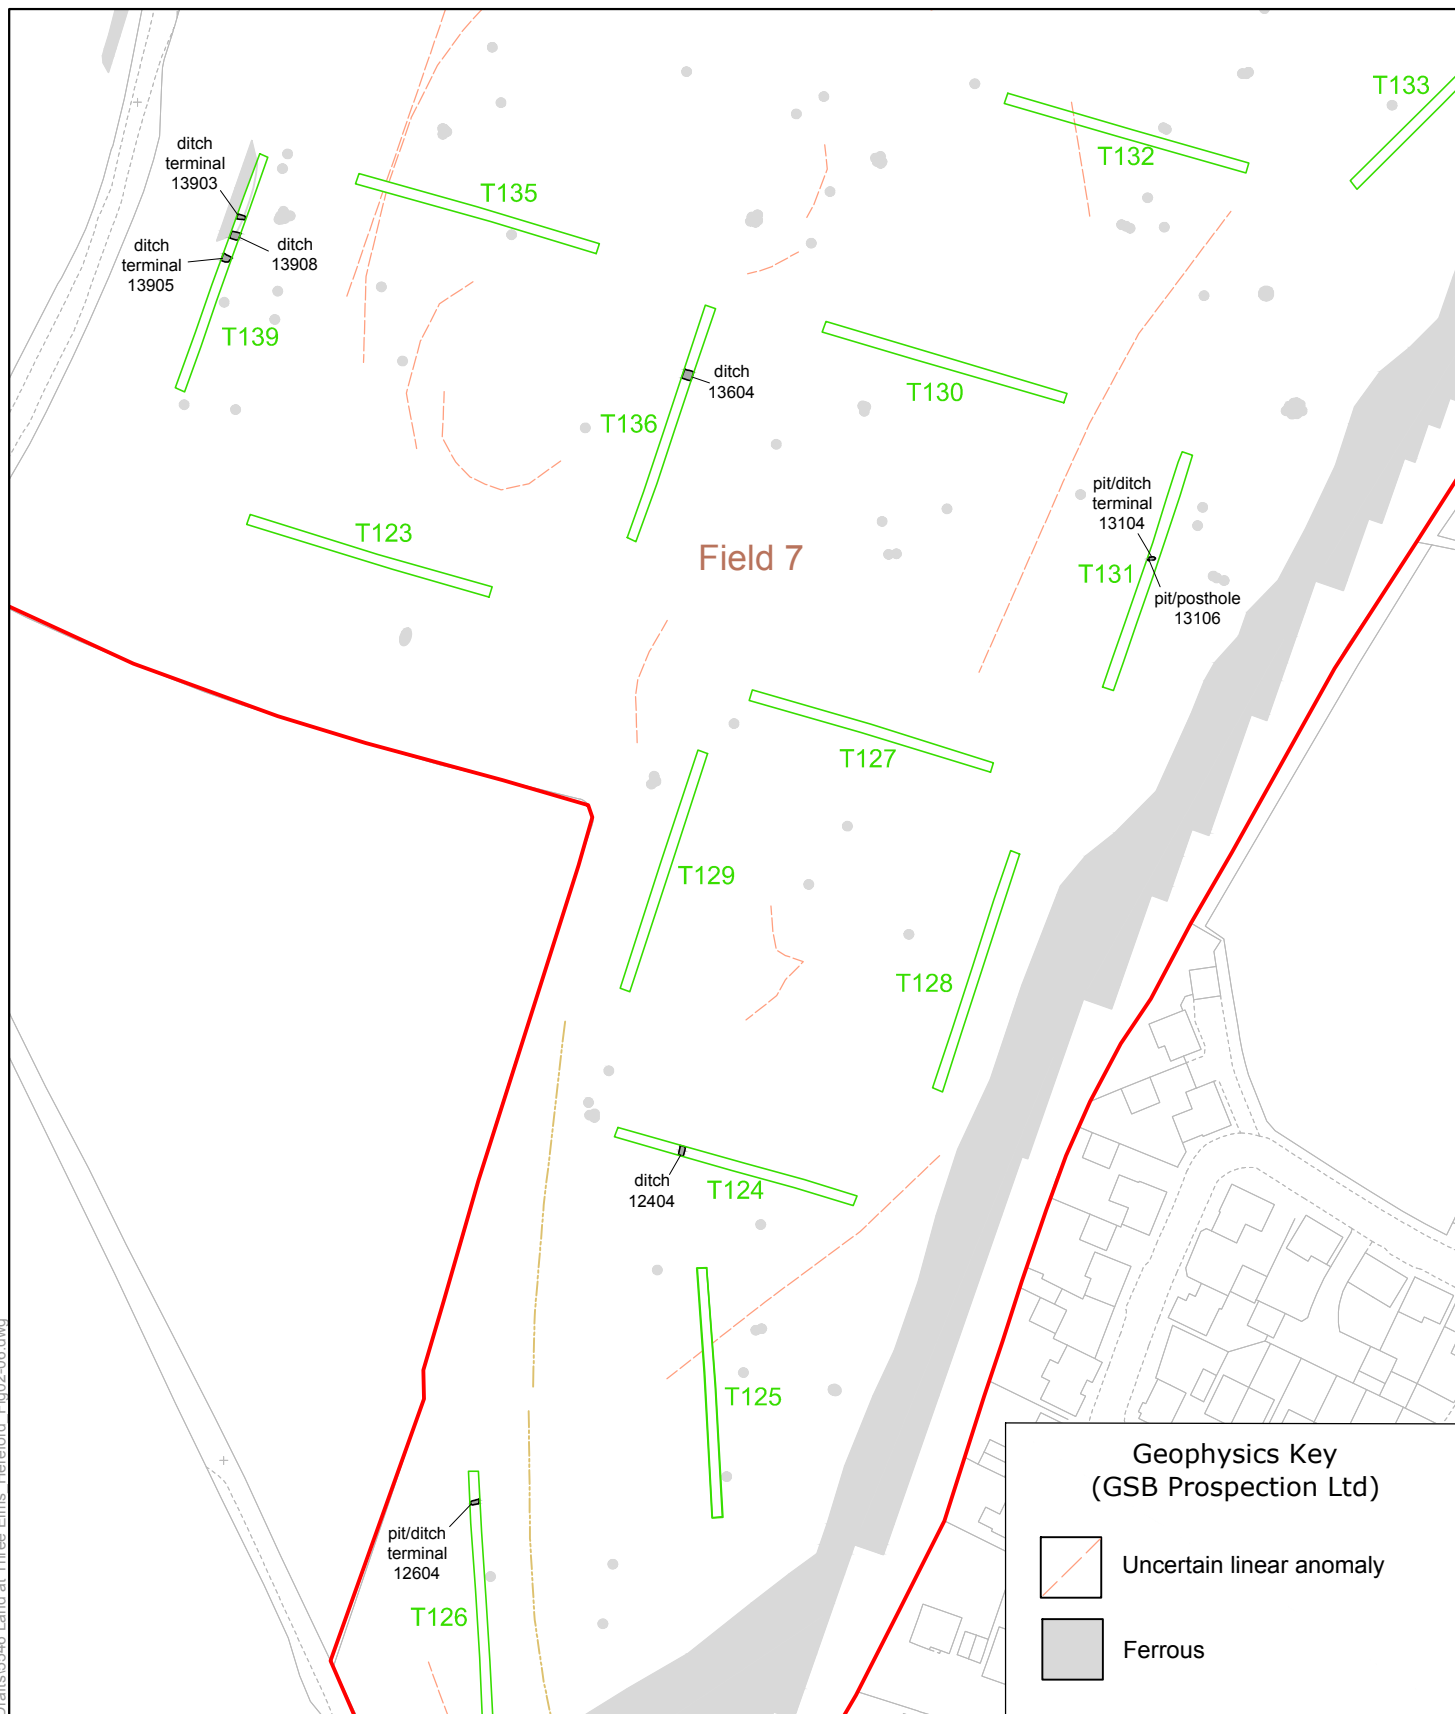 T133
T132
ditch
terminal
13903
T135
ditch
terminal
13905
ditch
13908
T139
ditch
13604
T130
T136
pit/ditch
terminal
13104
T123
Field 7
T131
pit/posthole
13106
T127
T129
T128
ditch
12404
T124
T125
pit/ditch
terminal
12604
T126
Geophysics Key
(GSB Prospection Ltd)
Uncertain linear anomaly
Ferrous